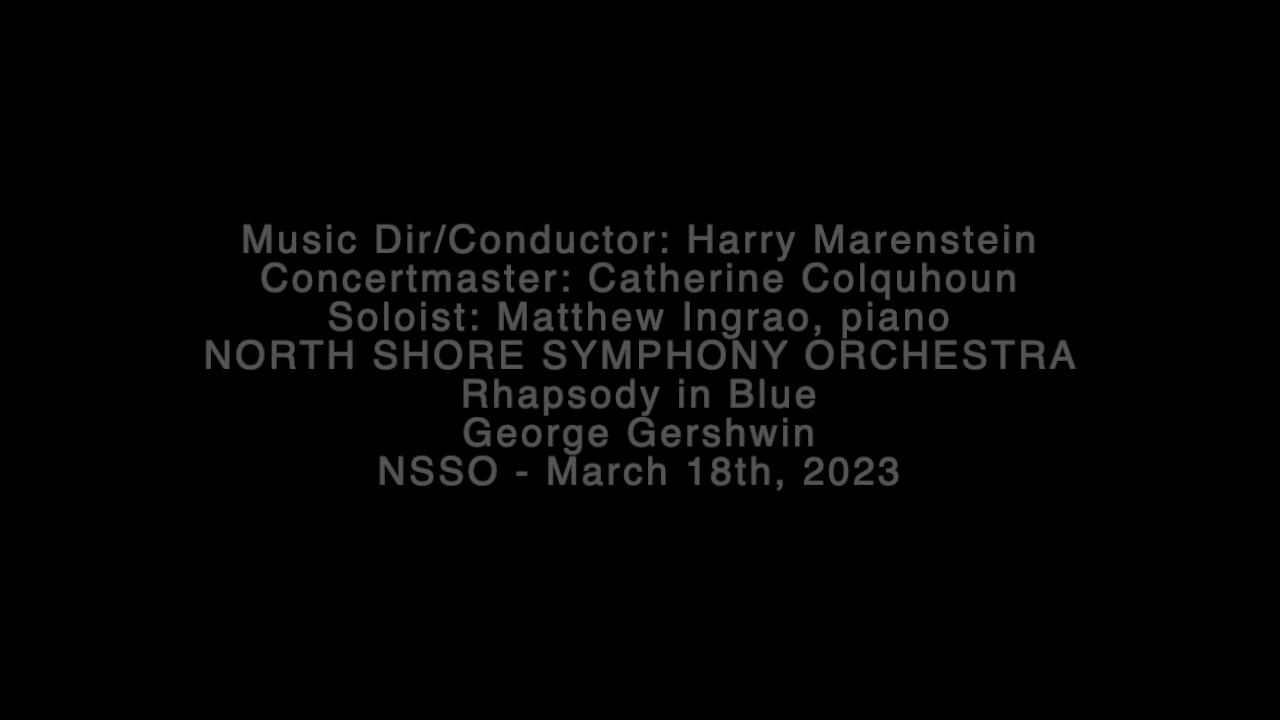 Music Dir/Conductor: Harry Marenstein
Concertmaster: Catherine Colquhoun
Soloist: Matthew Ingrao, piano
NORTH SHORE SYMPHONY ORCHESTRA
Rhapsody in Blue
George Gershwin
NSSO - March 18th, 2023